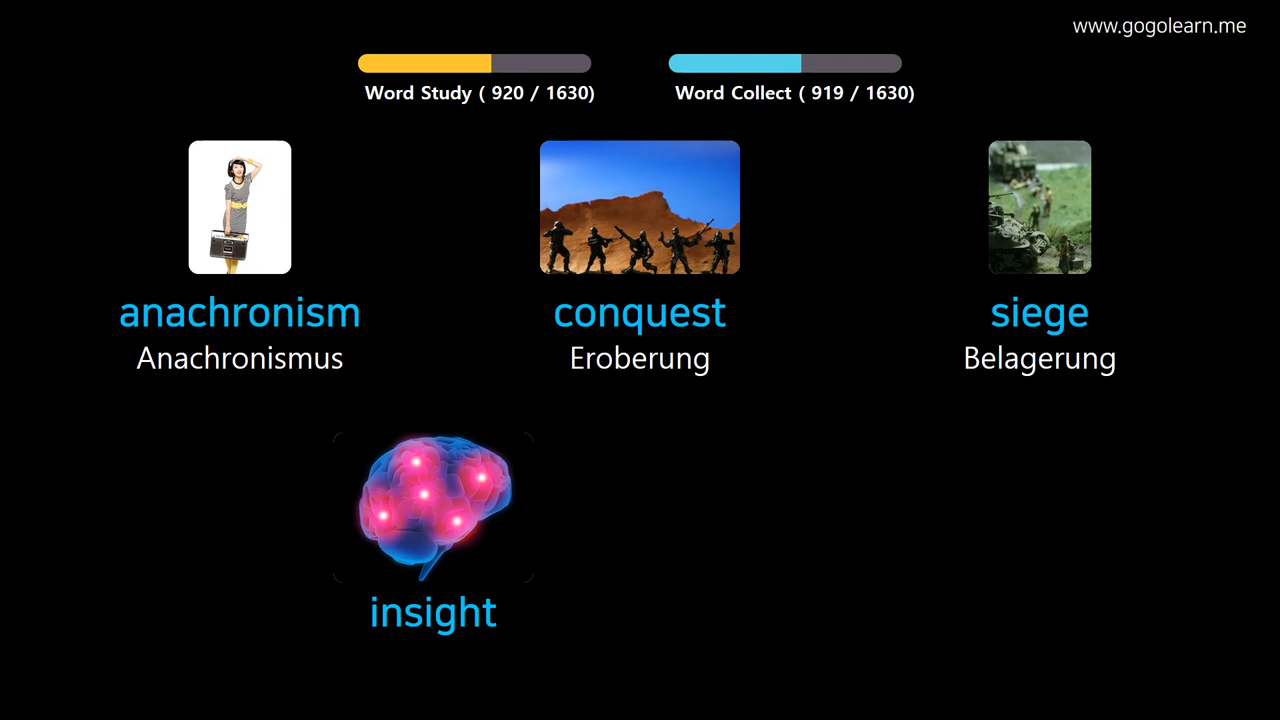 www.gogolearn.me
Word Study ( 920 / 1630)
Word Collect ( 919 / 1630)
anachronism
Anachronismus
conquest
Eroberung
siege
Belagerung
insight